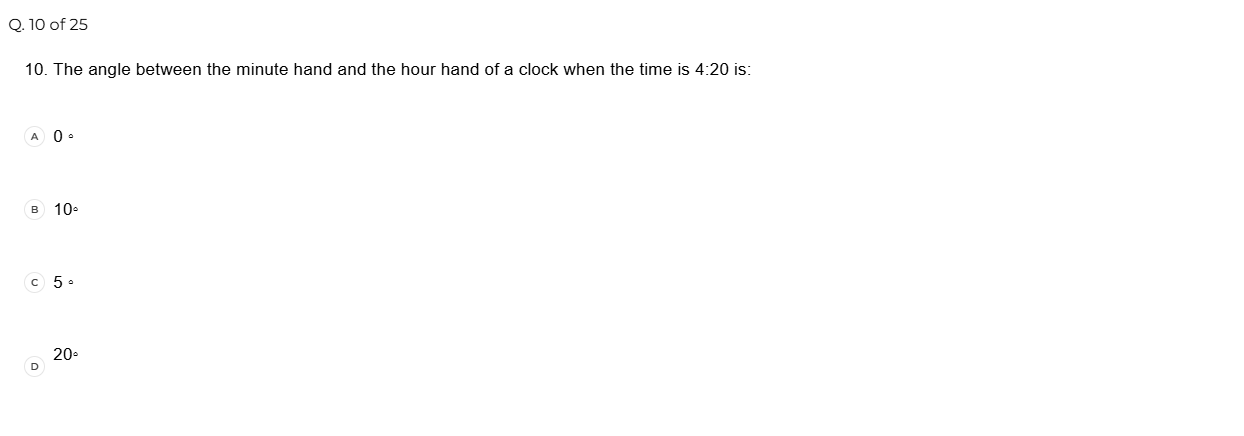 Q. 10 of 25
10. The angle between the minute hand and the hour hand of a clock when the time is 4:20 is:
A 0 °
B 10°
C 5 °
D 20°